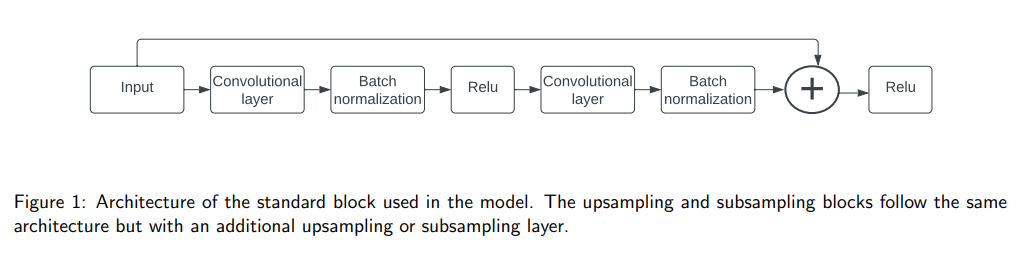 Input
Convolutional
layer
Batch
normalization
Relu
Convolutional
layer
Batch
normalization
+
Relu
Figure 1: Architecture of the standard block used in the model. The upsampling and subsampling blocks follow the same
architecture but with an additional upsampling or subsampling layer.